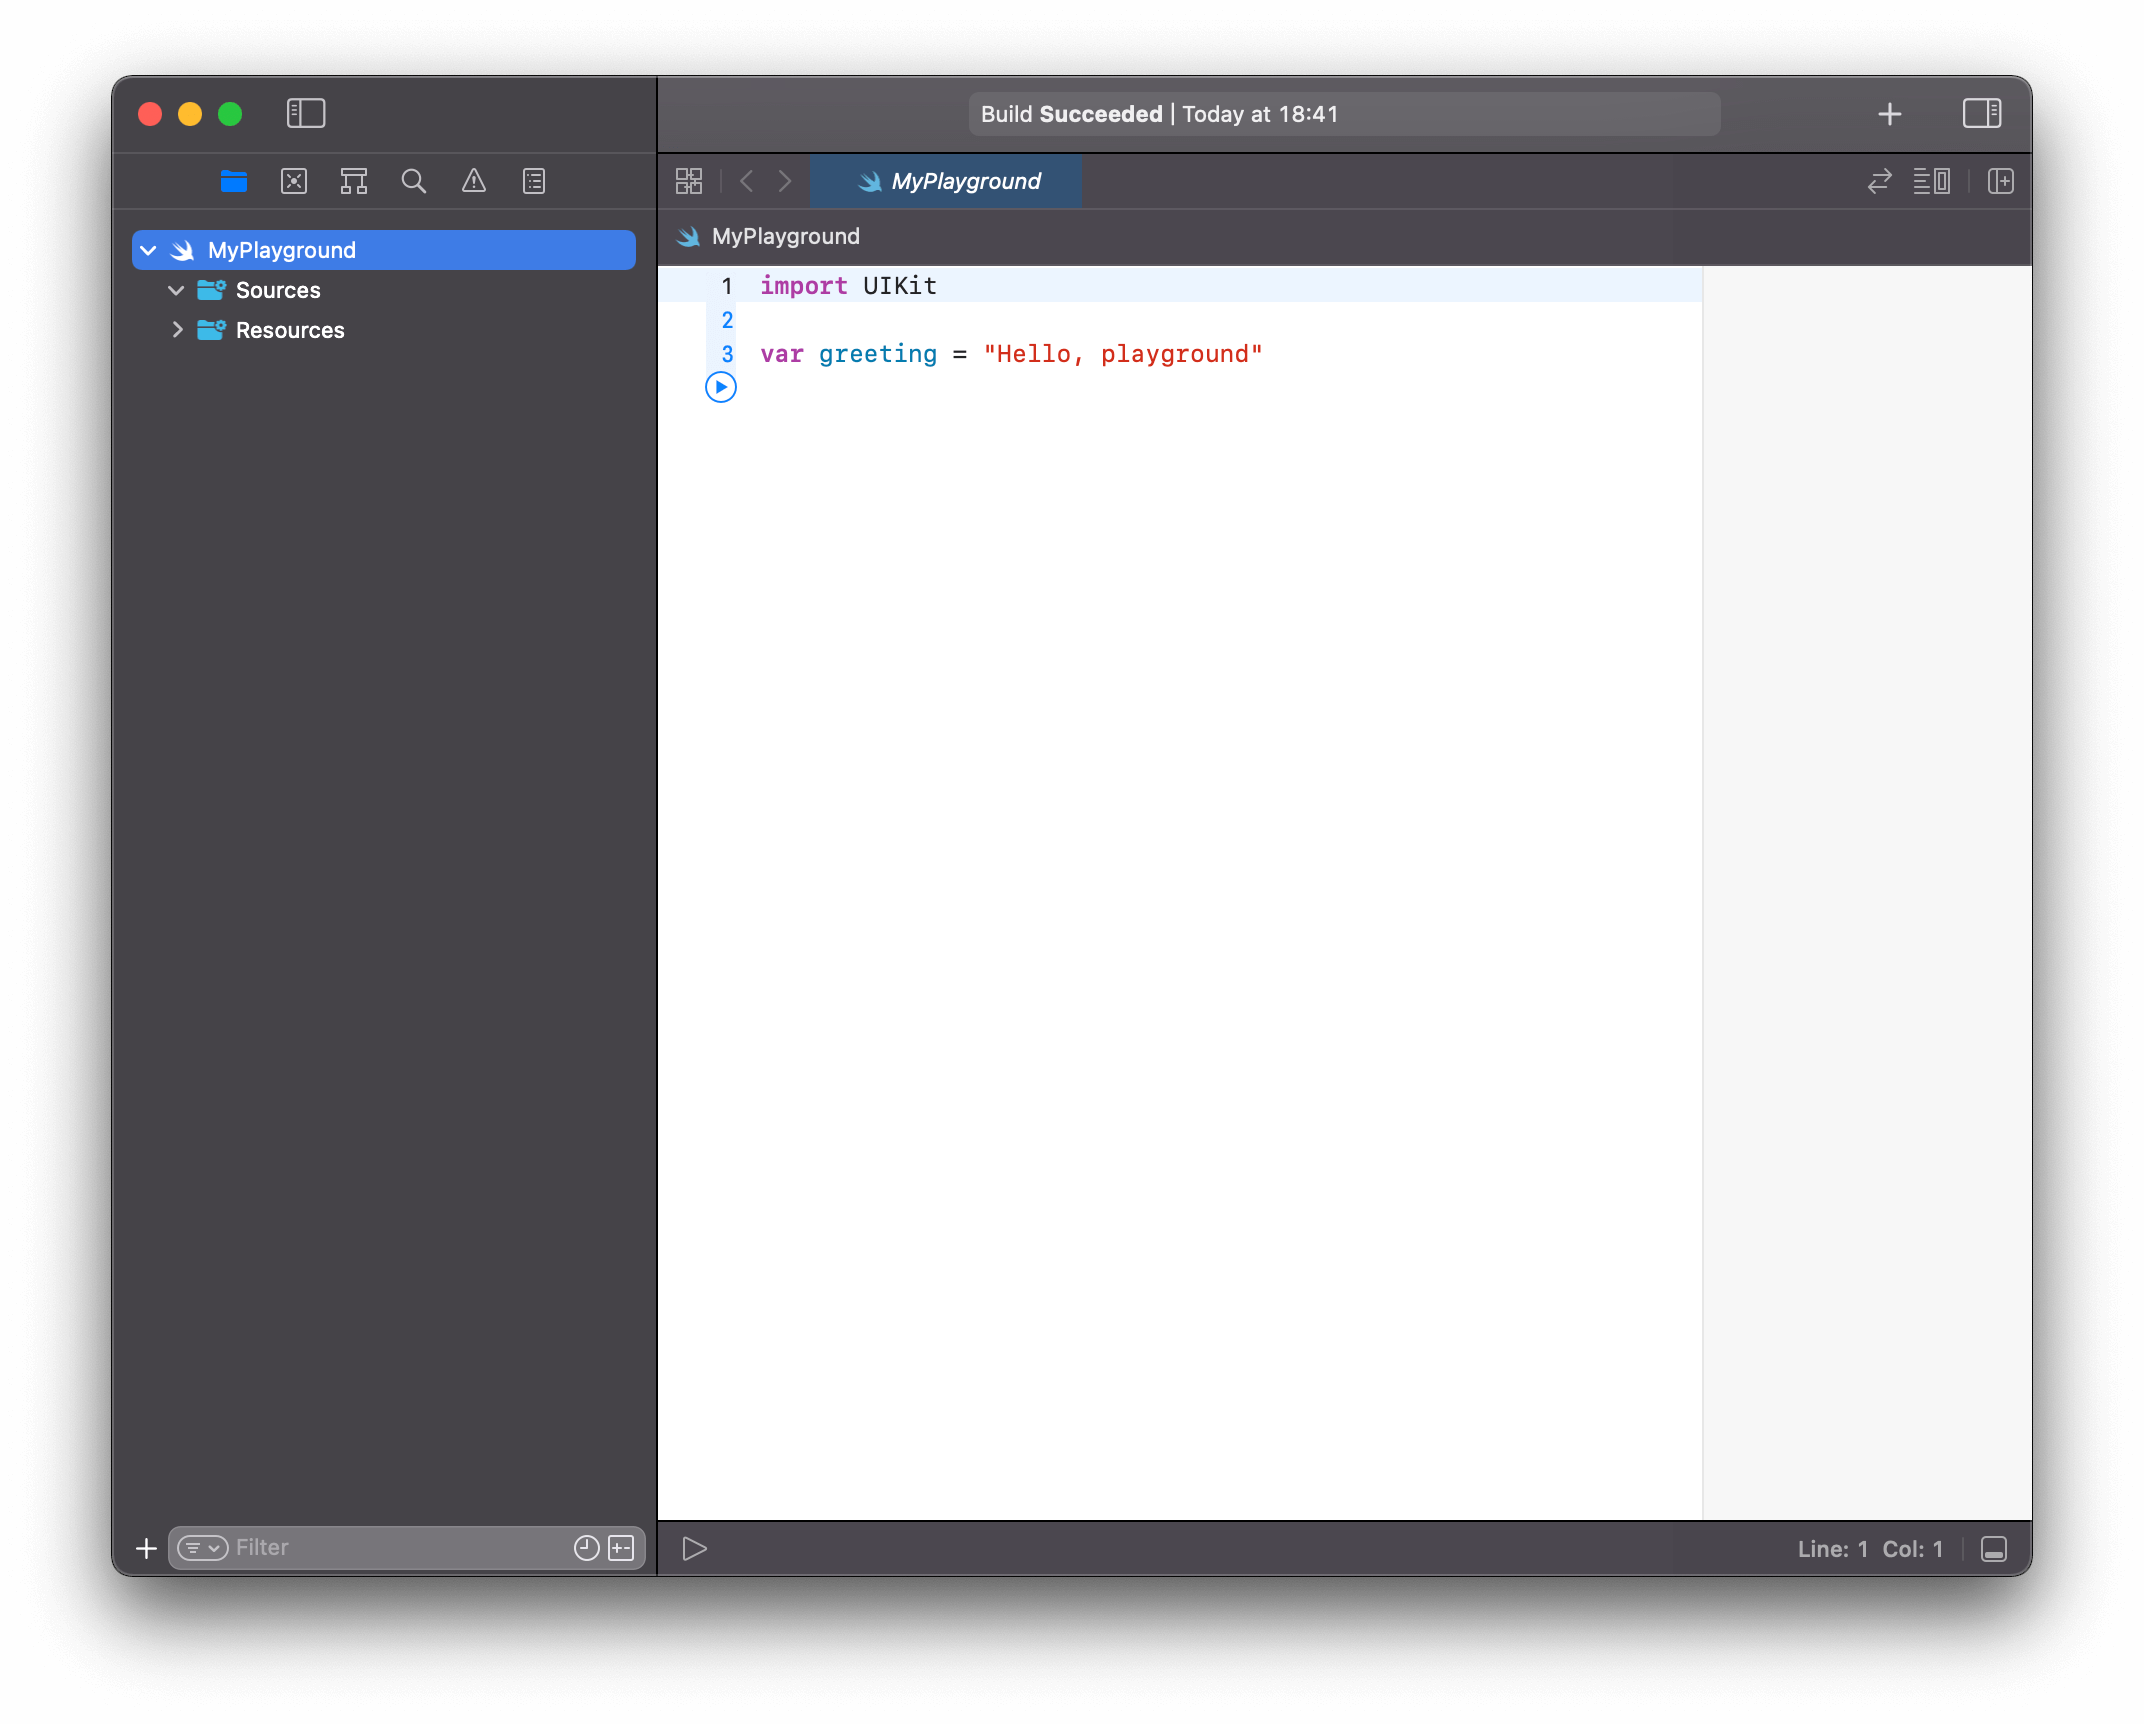 Build Succeeded | Today at 18:41
MyPlayground
MyPlayground
Sources
Resources
MyPlayground
1 import UIKit
2
3 var greeting = "Hello, playground"
Filter
Line: 1 Col: 1